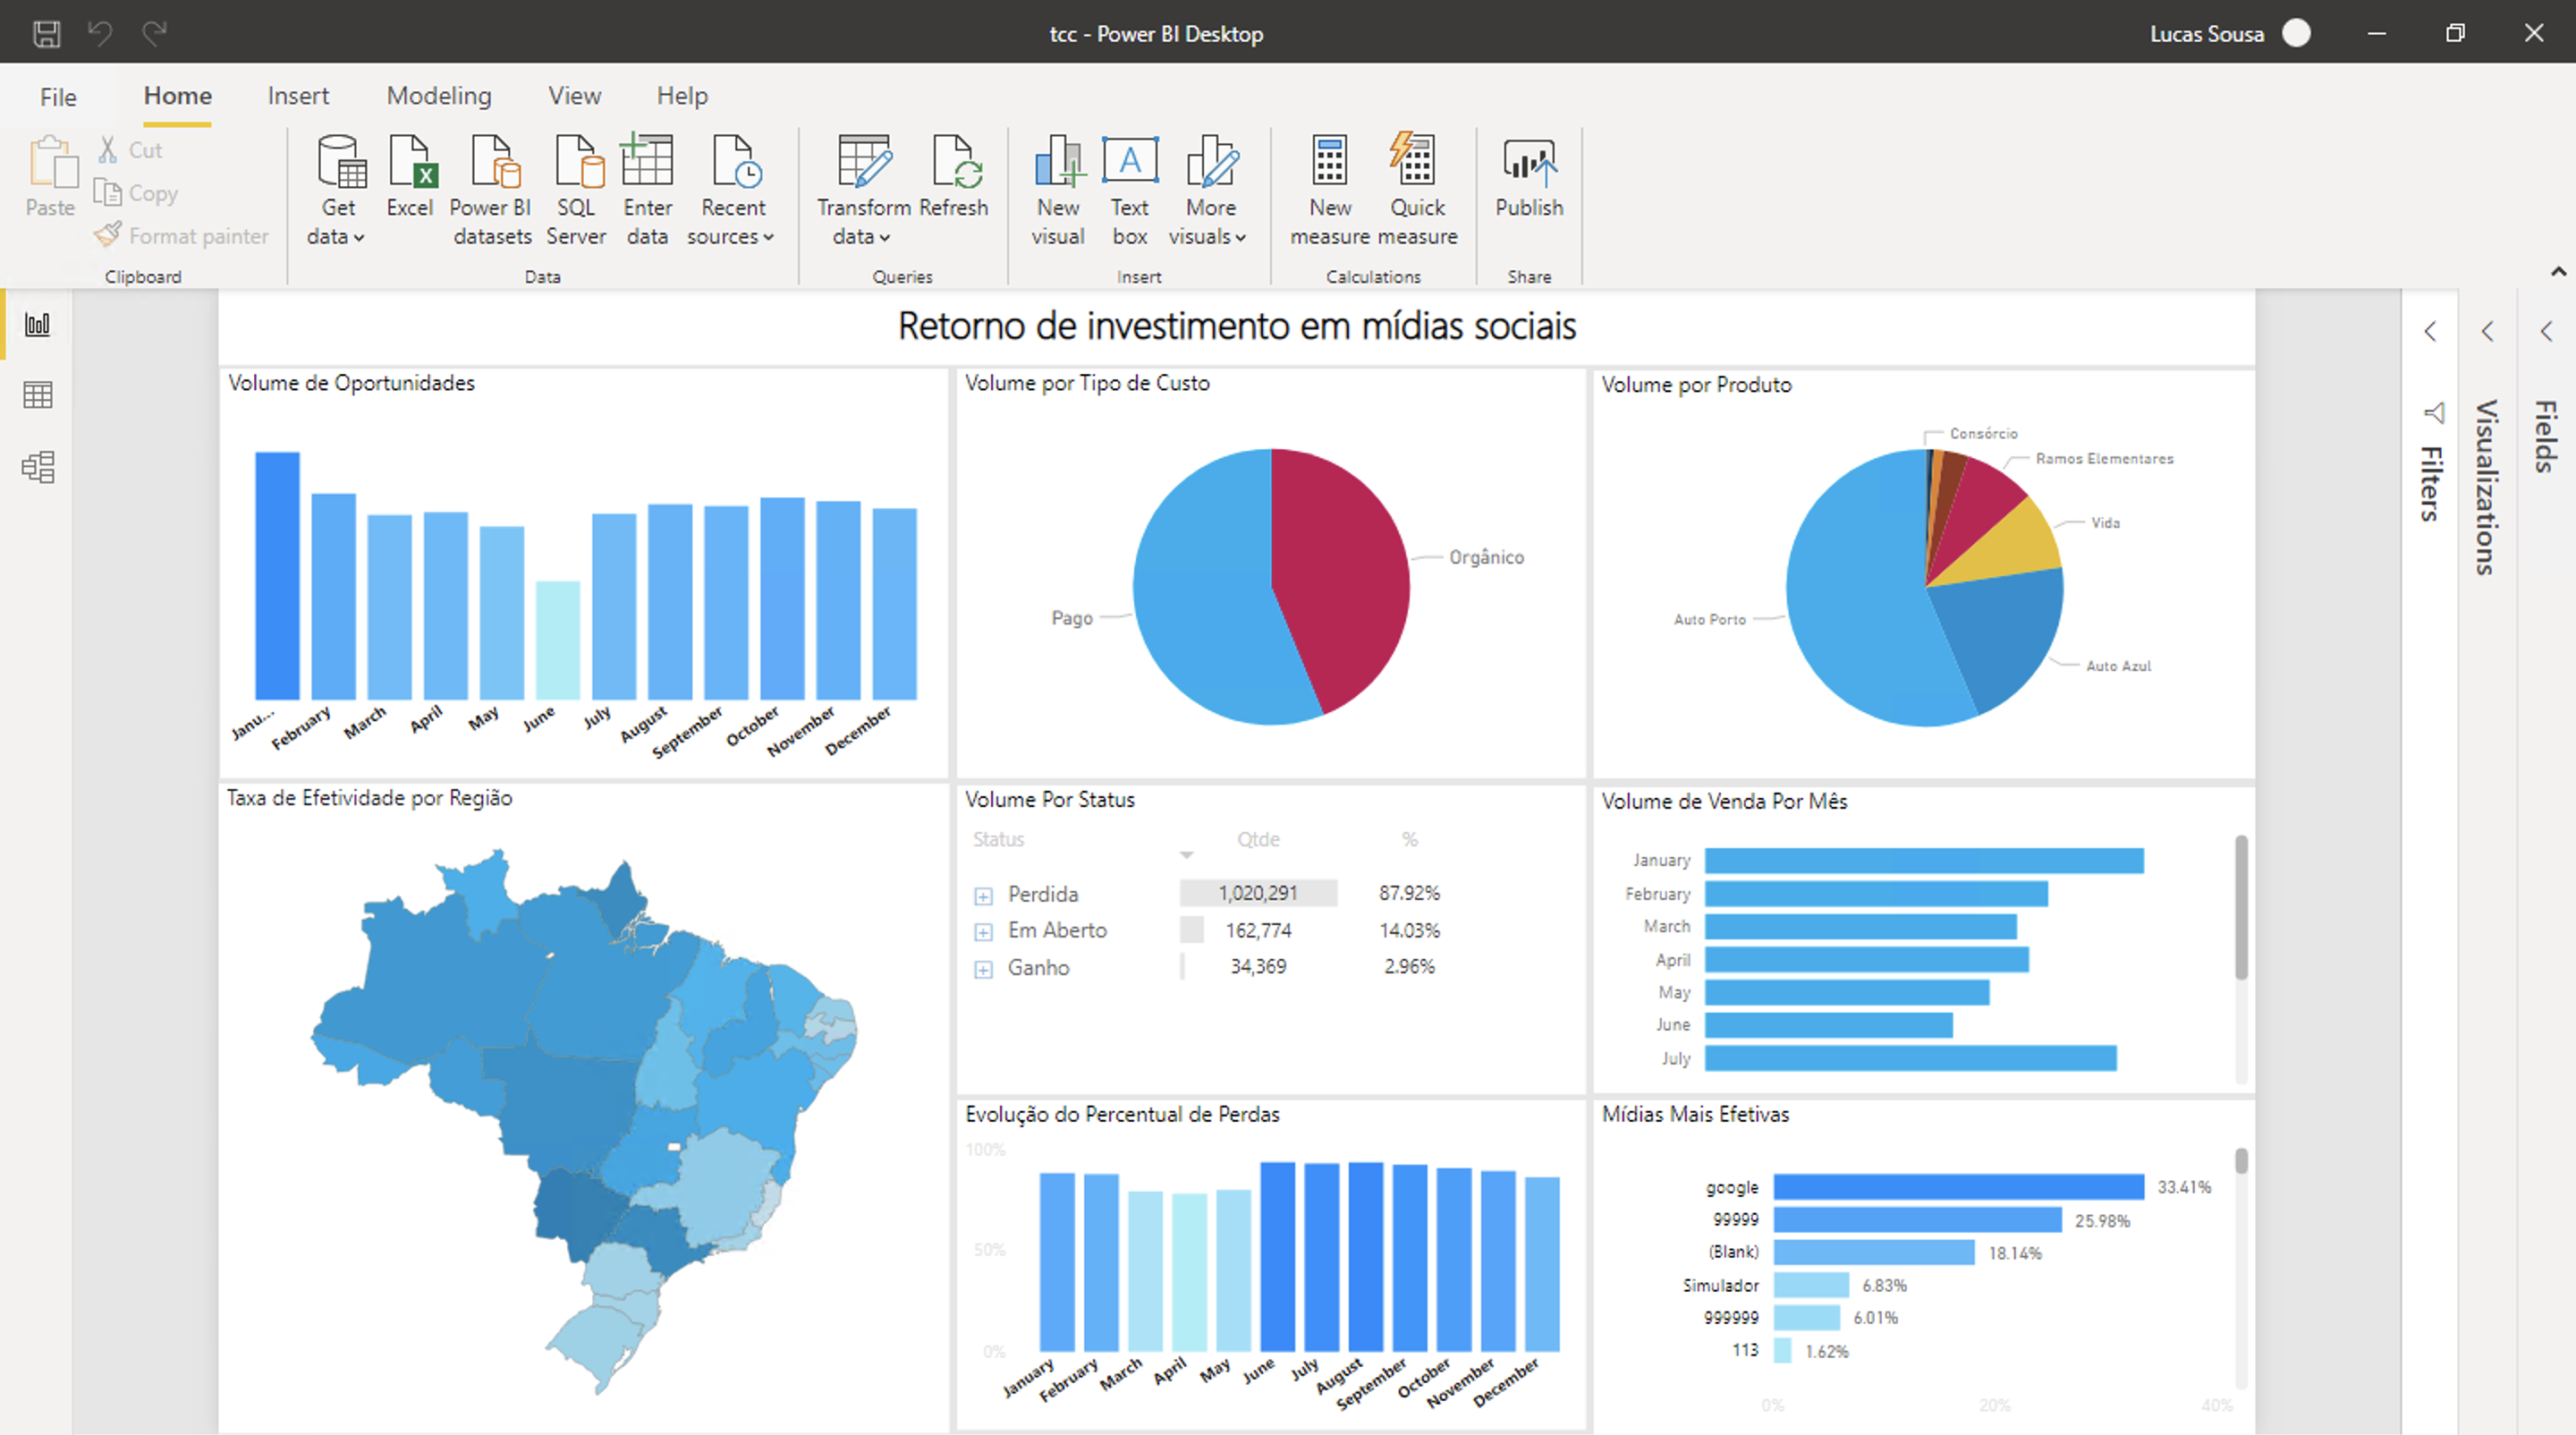 tcc - Power BI Desktop
Lucas Sousa
File Home Insert Modeling View Help
Paste
Cut
Copy
Format painter
Clipboard
Get data
Excel
Power BI datasets
SQL Server
Enter data
Recent sources
Data
Transform data
Refresh
Queries
New visual
Text box
More visuals
Insert
New measure
Quick measure
Calculations
Publish
Share
Retorno de investimento em mídias sociais
Volume de Oportunidades
Janu...
February
March
April
May
June
July
August
September
October
November
December
Volume por Tipo de Custo
Orgânico
Pago
Volume por Produto
Consórcio
Ramos Elementares
Vida
Auto Porto
Auto Azul
Filters
Visualizations
Fields
Taxa de Efetividade por Região
Volume Por Status
Status Qtde %
Perdida 1,020,291 87.92%
Em Aberto 162,774 14.03%
Ganho 34,369 2.96%
Volume de Venda Por Mês
January
February
March
April
May
June
July
Evolução do Percentual de Perdas
100%
50%
0%
January
February
March
April
May
June
July
August
September
October
November
December
Mídias Mais Efetivas
google 33.41%
99999 25.98%
(Blank) 18.14%
Simulador 6.83%
999999 6.01%
113 1.62%
0% 20% 40%